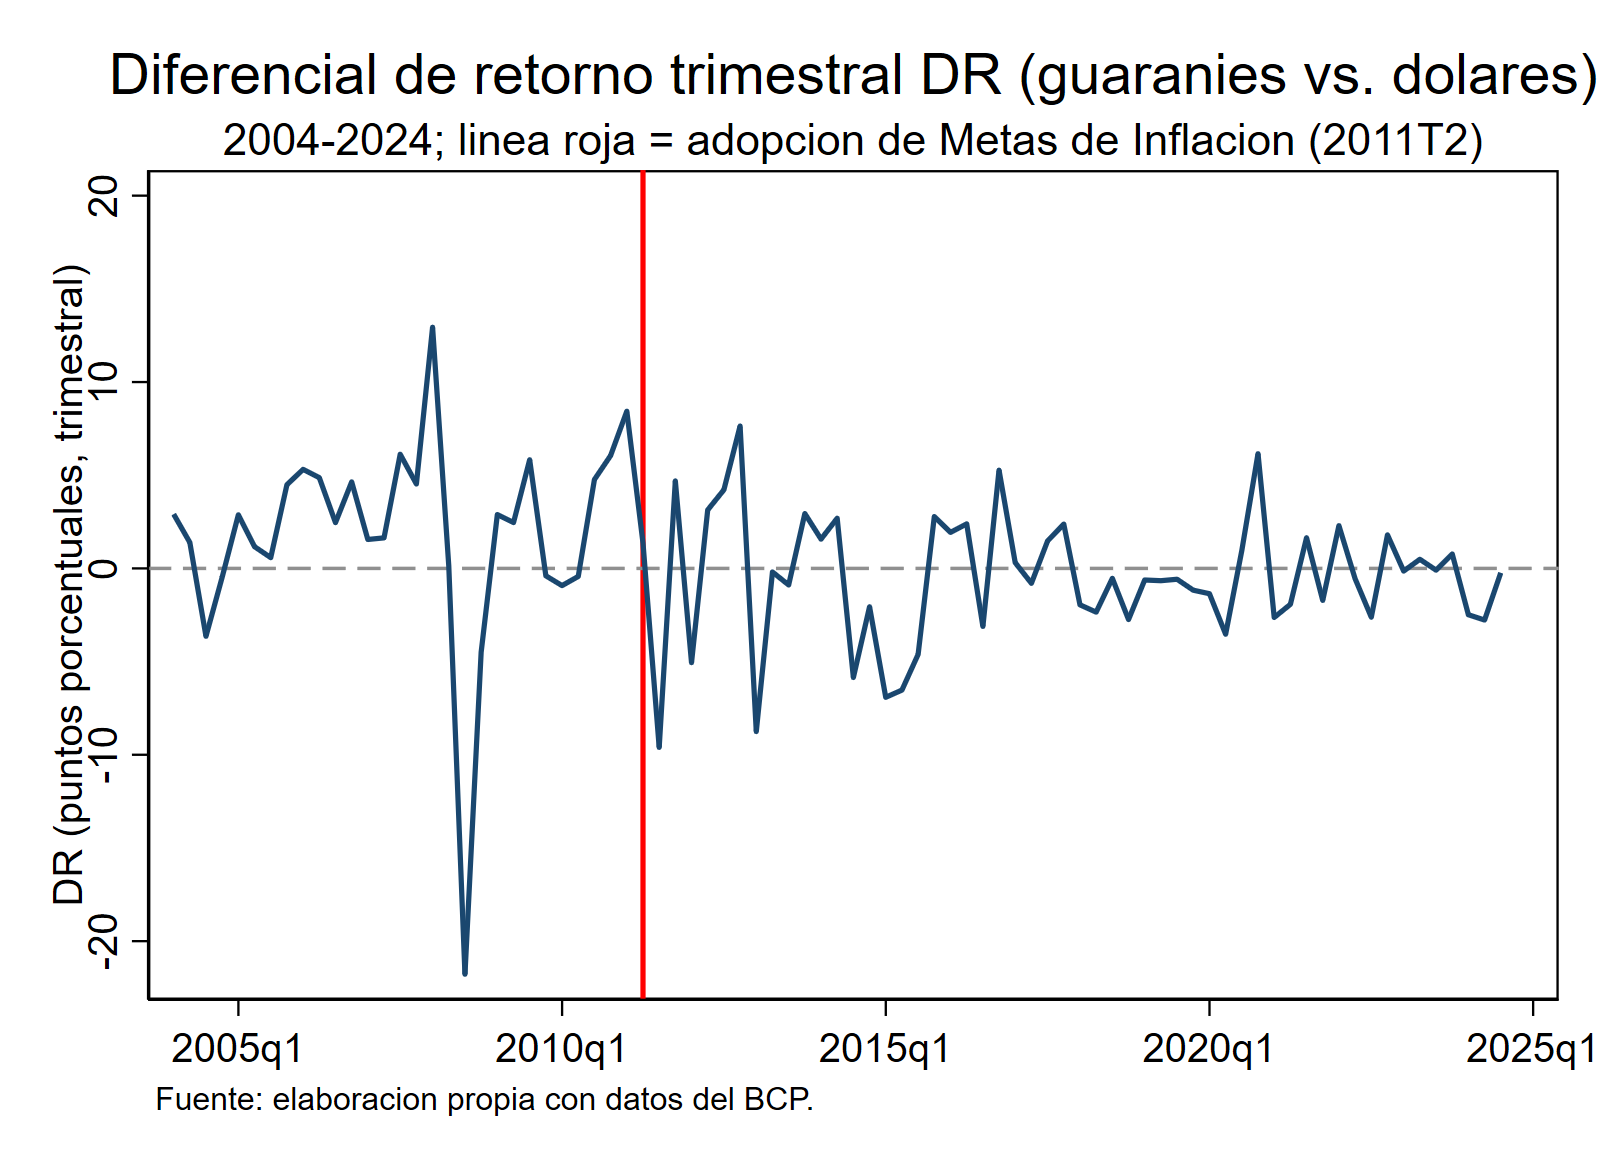 Diferencial de retorno trimestral DR (guaranies vs. dolares)
2004-2024; linea roja = adopcion de Metas de Inflacion (2011T2)
DR (puntos porcentuales, trimestral)
20
10
0
-10
-20
2005q1
2010q1
2015q1
2020q1
2025q1
Fuente: elaboracion propia con datos del BCP.